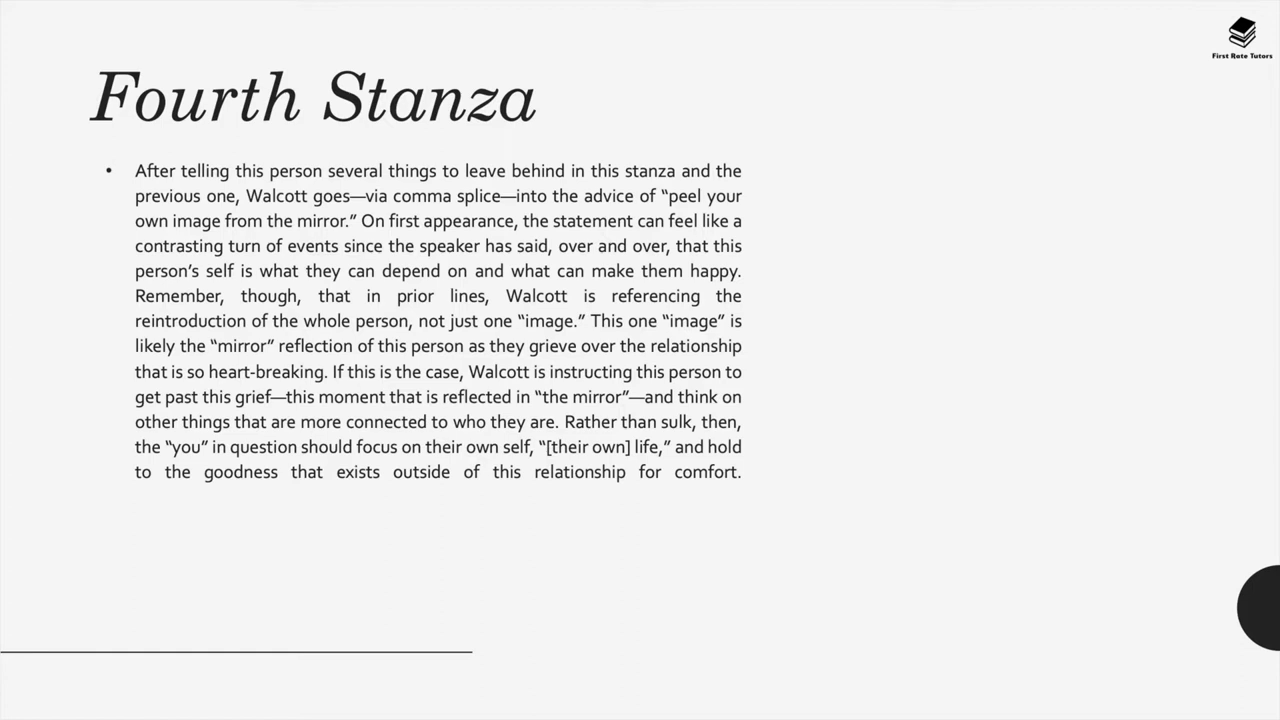 First Rate Tutors
Fourth Stanza
• After telling this person several things to leave behind in this stanza and the
previous one, Walcott goes—via comma splice—into the advice of “peel your
own image from the mirror.” On first appearance, the statement can feel like a
contrasting turn of events since the speaker has said, over and over, that this
person’s self is what they can depend on and what can make them happy.
Remember, though, that in prior lines, Walcott is referencing the
reintroduction of the whole person, not just one “image.” This one “image” is
likely the “mirror” reflection of this person as they grieve over the relationship
that is so heart-breaking. If this is the case, Walcott is instructing this person to
get past this grief—this moment that is reflected in “the mirror”—and think on
other things that are more connected to who they are. Rather than sulk, then,
the “you” in question should focus on their own self, “[their own] life,” and hold
to the goodness that exists outside of this relationship for comfort.